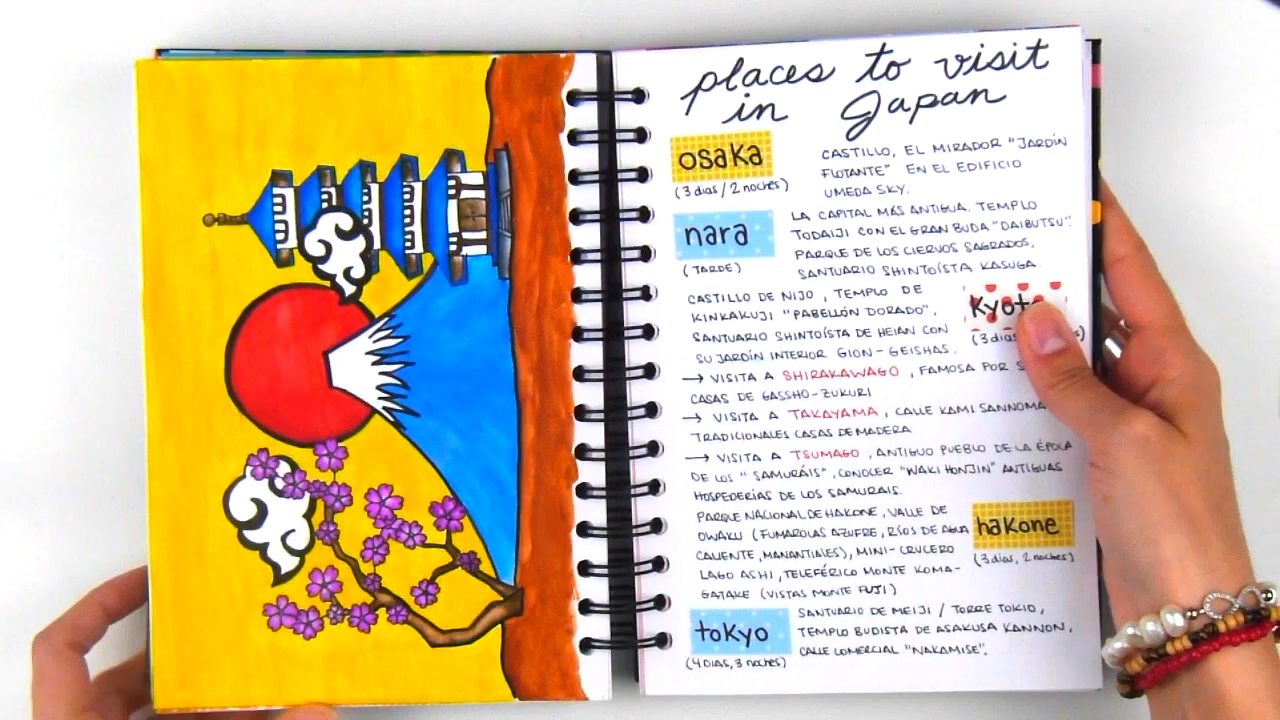 places to visit
in Japan
osaka
(3 días / 2 noches)
CASTILLO, EL MIRADOR "JARDÍN
FLOTANTE" EN EL EDIFICIO
UMEDA SKY.
nara
(TARDE)
LA CAPITAL MÁS ANTIGUA. TEMPLO
TODAIJI CON EL GRAN BUDA "DAIBUTSU".
PARQUE DE LOS CIERVOS SAGRADOS,
SANTUARIO SHINTOÍSTA KASUGA.
Kyoto
(3 días
CASTILLO DE NIJO, TEMPLO DE
KINKAKUJI "PABELLÓN DORADO",
SANTUARIO SHINTOÍSTA DE HEIAN CON
SU JARDÍN INTERIOR GION-GEISHAS.
→ VISITA A SHIRAKAWAGO, FAMOSA POR
CASAS DE GASSHO-ZUKURI
→ VISITA A TAKAYAMA, CALLE KAMI SANNOMA
TRADICIONALES CASAS DE MADERA
→ VISITA A TSUMAGO, ANTIGUO PUEBLO DE LA ÉPOCA
DE LOS "SAMURÁIS", CONOCER "WAKI HONJIN" ANTIGUAS
HOSPEDERÍAS DE LOS SAMURAIS.
hakone
(3 días, 2 noches)
PARQUE NACIONAL DE HAKONE, VALLE DE
OWAKU (FUMAROLAS AZUFRE, RÍOS DE AGUA
CALIENTE, MANANTIALES), MINI-CRUCERO
LAGO ASHI, TELEFÉRICO MONTE KOMA-
GATAKE (VISTAS MONTE FUJI)
tokyo
(4 DÍAS, 3 noches)
SANTUARIO DE MEIJI / TORRE TOKIO,
TEMPLO BUDISTA DE ASAKUSA KANNON,
CALLE COMERCIAL "NAKAMISE".